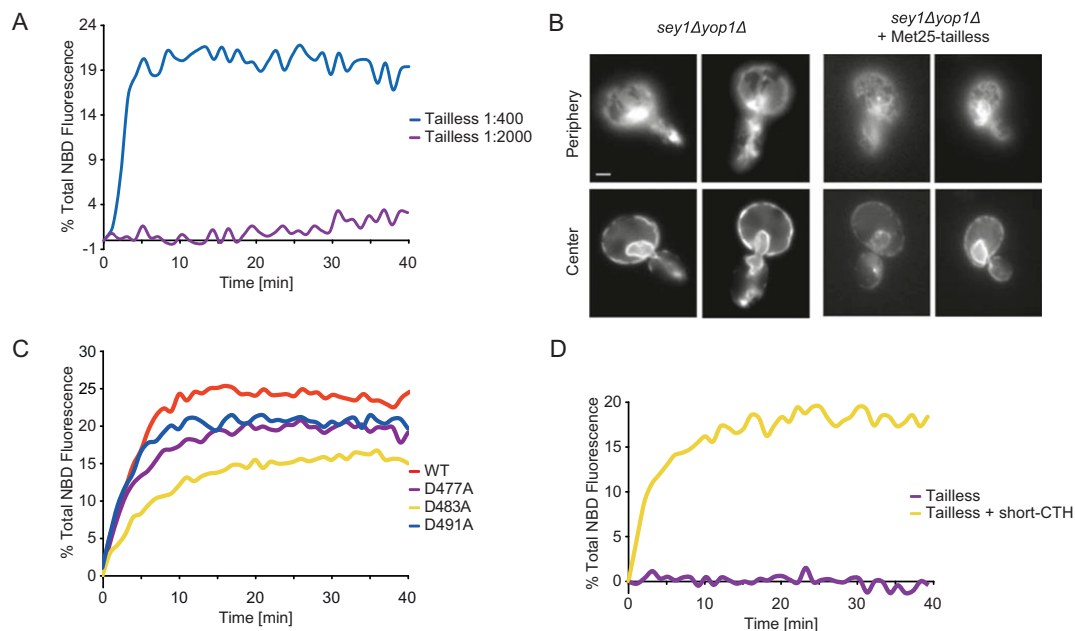 A
% Total NBD Fluorescence
24
19
14
9
4
-1
0
10
20
30
40
Time [min]
Tailless 1:400
Tailless 1:2000
B
sey1Δyop1Δ
sey1Δyop1Δ
+ Met25-tailless
Periphery
Center
C
% Total NBD Fluorescence
30
25
20
15
10
5
0
0
10
20
30
40
Time [min]
WT
D477A
D483A
D491A
D
% Total NBD Fluorescence
20
15
10
5
0
0
10
20
30
40
Time [min]
Tailless
Tailless + short-CTH